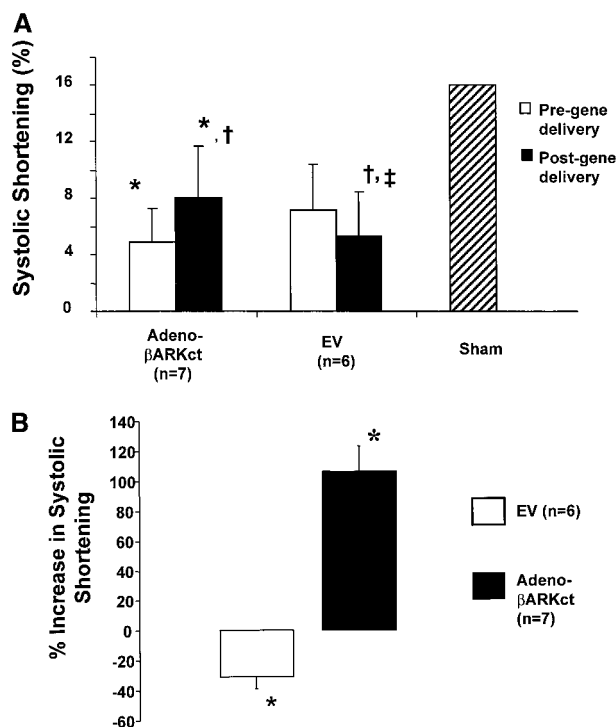 A
Systolic Shortening (%)
16
12
8
4
0
*
*,†
†,‡
Pre-gene
delivery
Post-gene
delivery
Adeno-
βARKct
(n=7)
EV
(n=6)
Sham
B
% Increase in Systolic
Shortening
140
120
100
80
60
40
20
0
-20
-40
-60
*
*
EV (n=6)
Adeno-
βARKct
(n=7)